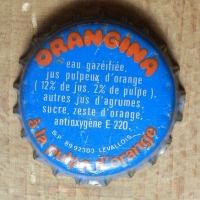 ORANGINA
eau gazéifiée,
jus pulpeux d'orange
( 12% de jus, 2% de pulpe ),
autres jus d'agrumes,
sucre, zeste d'orange,
antioxygène E 220.
à la pulpe d'orange
B.P. 92303 LEVALLOIS